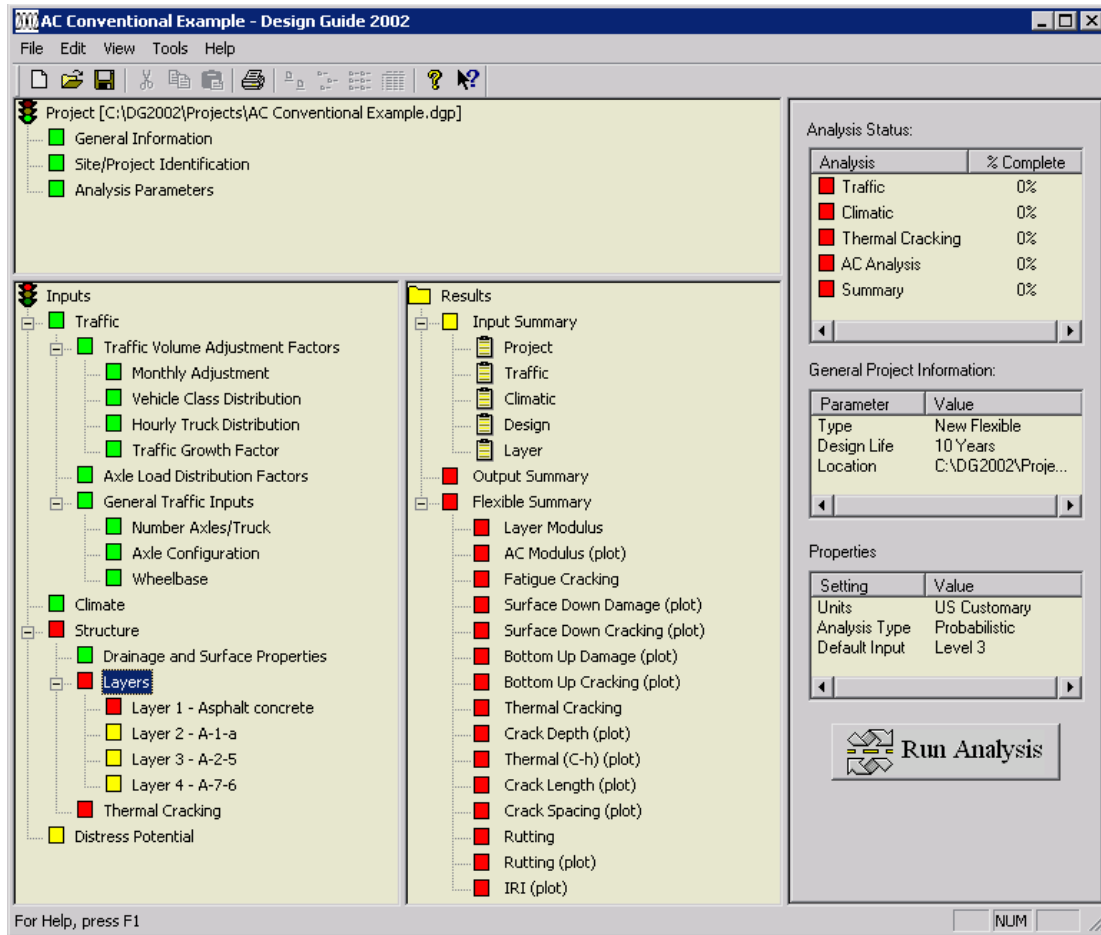 AC Conventional Example - Design Guide 2002
File Edit View Tools Help
Project [C:\DG2002\Projects\AC Conventional Example.dgp]
General Information
Site/Project Identification
Analysis Parameters
Inputs
Traffic
Traffic Volume Adjustment Factors
Monthly Adjustment
Vehicle Class Distribution
Hourly Truck Distribution
Traffic Growth Factor
Axle Load Distribution Factors
General Traffic Inputs
Number Axles/Truck
Axle Configuration
Wheelbase
Climate
Structure
Drainage and Surface Properties
Layers
Layer 1 - Asphalt concrete
Layer 2 - A-1-a
Layer 3 - A-2-5
Layer 4 - A-7-6
Thermal Cracking
Distress Potential
Results
Input Summary
Project
Traffic
Climatic
Design
Layer
Output Summary
Flexible Summary
Layer Modulus
AC Modulus (plot)
Fatigue Cracking
Surface Down Damage (plot)
Surface Down Cracking (plot)
Bottom Up Damage (plot)
Bottom Up Cracking (plot)
Thermal Cracking
Crack Depth (plot)
Thermal (C-h) (plot)
Crack Length (plot)
Crack Spacing (plot)
Rutting
Rutting (plot)
IRI (plot)
Analysis Status:
Analysis % Complete
Traffic 0%
Climatic 0%
Thermal Cracking 0%
AC Analysis 0%
Summary 0%
General Project Information:
Parameter Value
Type New Flexible
Design Life 10 Years
Location C:\DG2002\Proje...
Properties
Setting Value
Units US Customary
Analysis Type Probabilistic
Default Input Level 3
Run Analysis
For Help, press F1
NUM